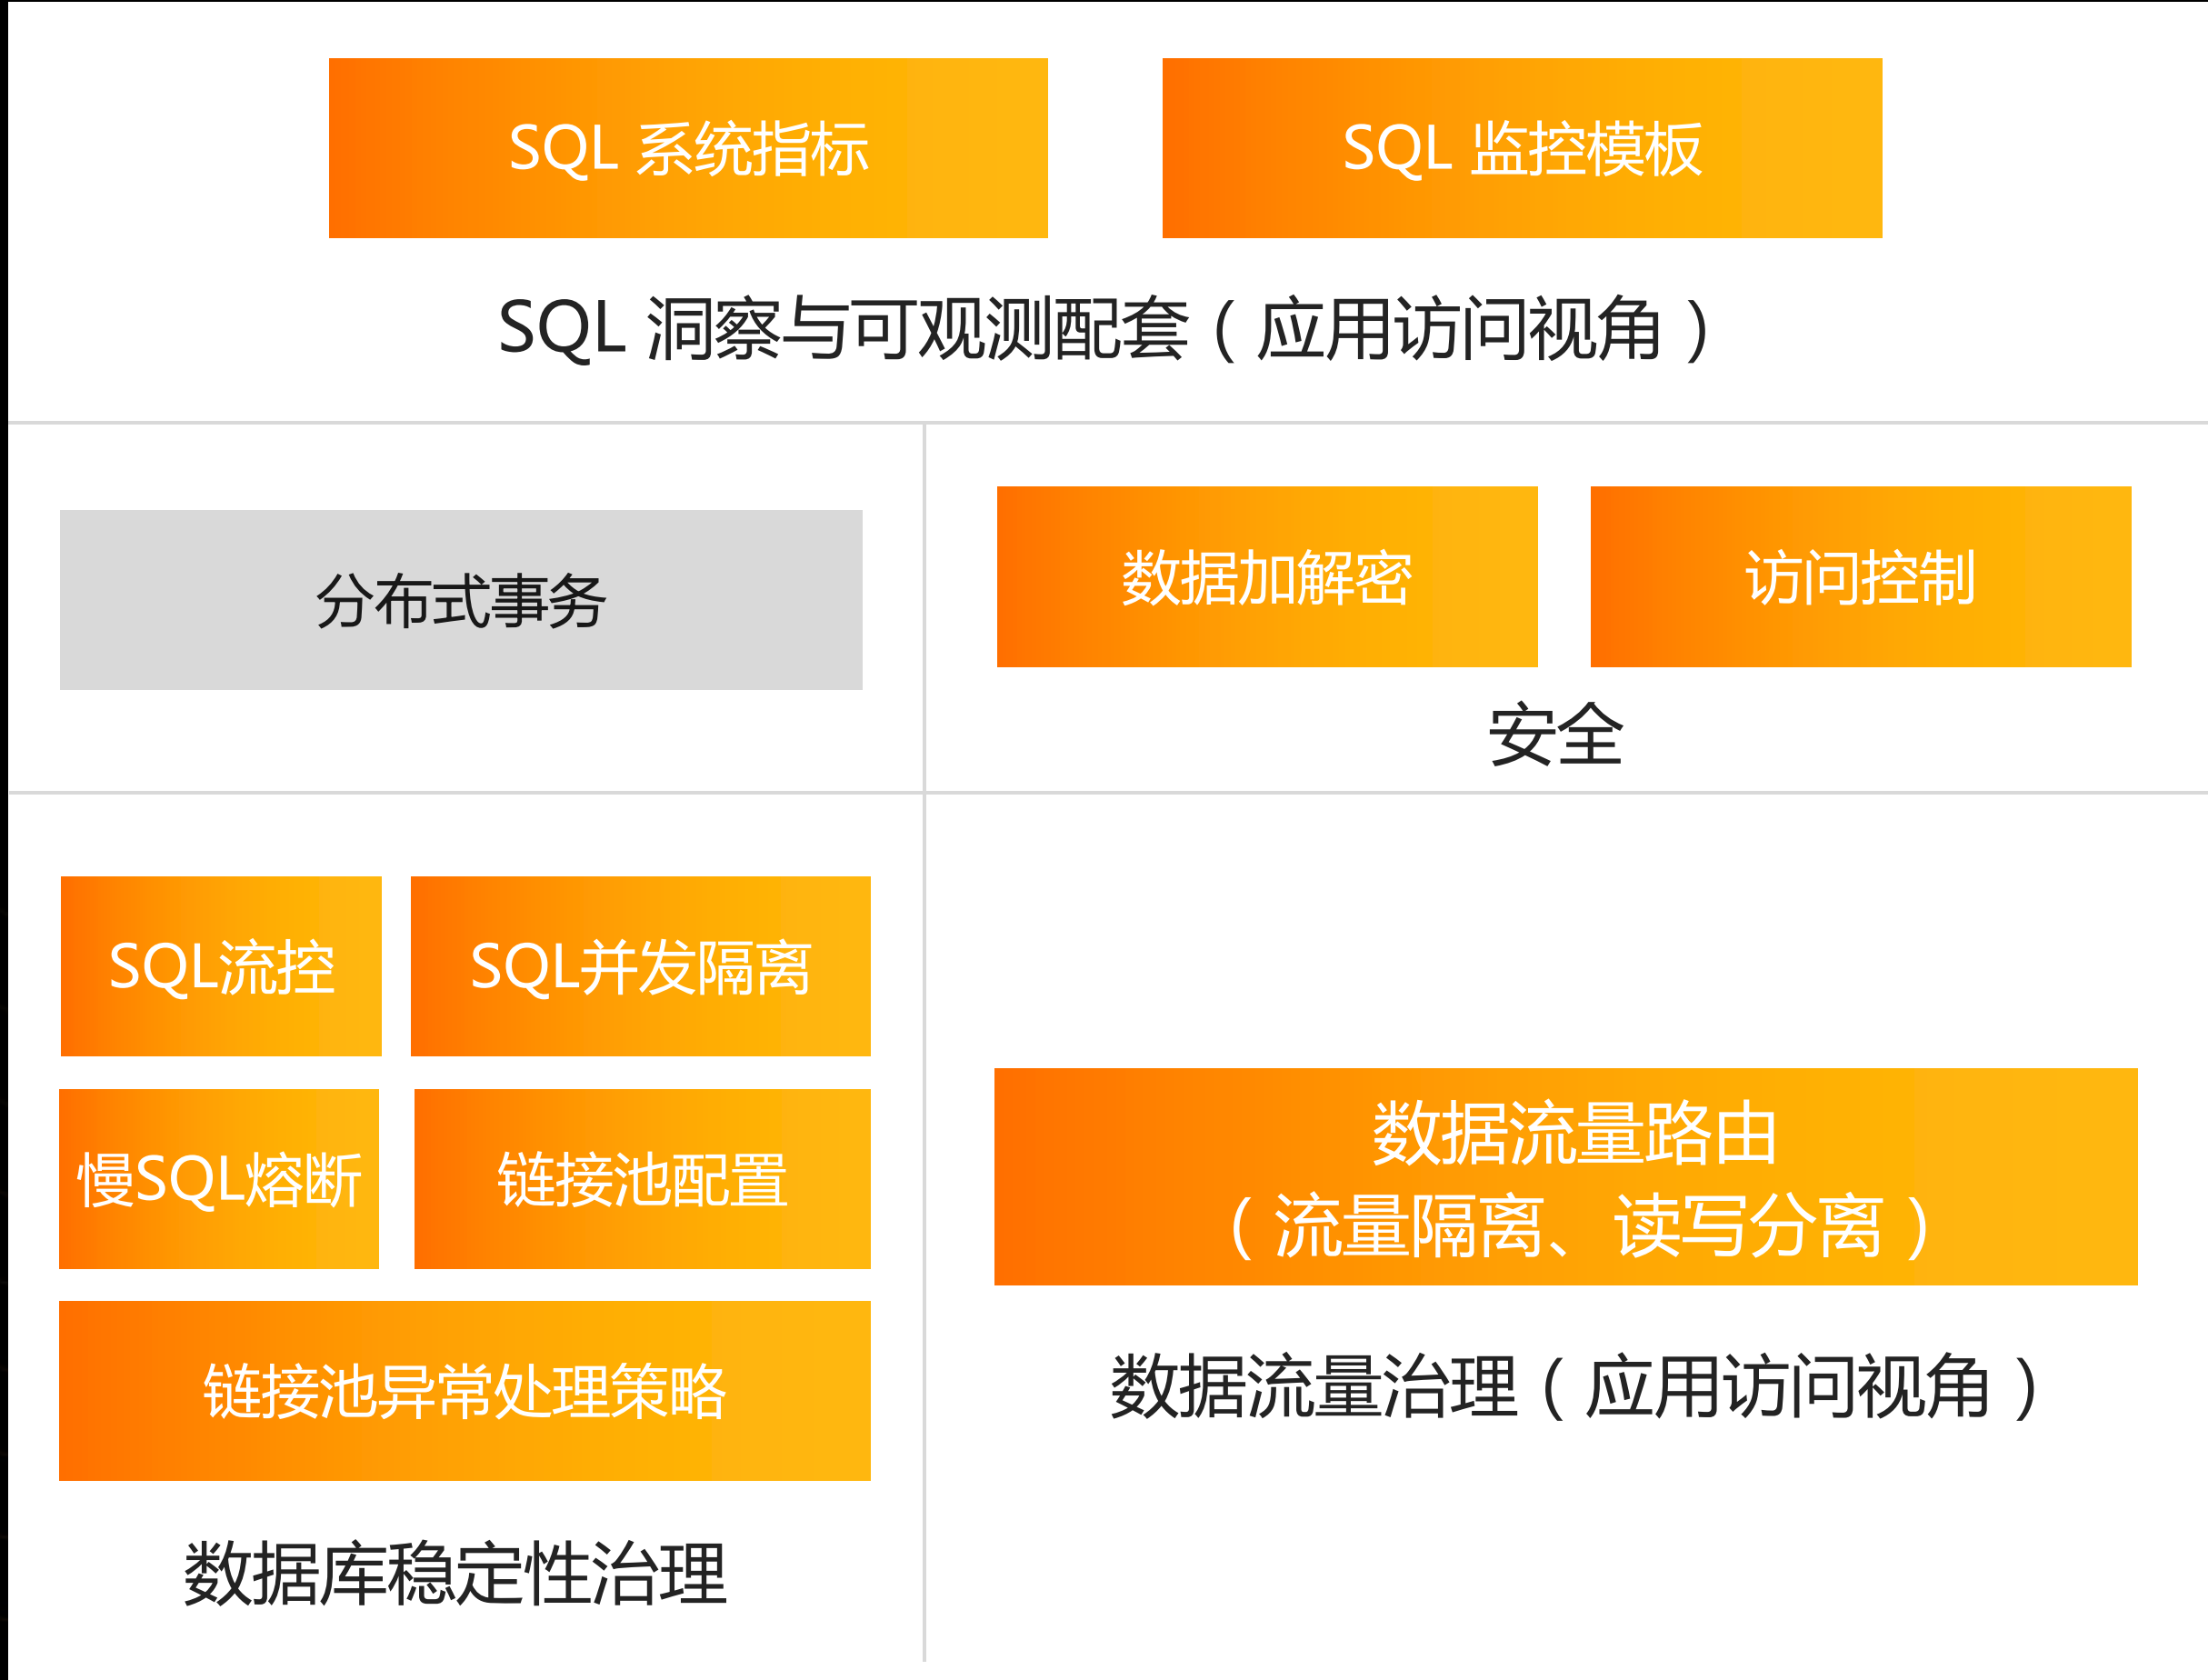 SQL 系统指标
SQL 监控模板
SQL 洞察与可观测配套（应用访问视角）
分布式事务
数据加解密
访问控制
安全
SQL流控
SQL并发隔离
慢SQL熔断
链接池配置
链接池异常处理策略
数据库稳定性治理
数据流量路由
（流量隔离、读与分离）
数据流量治理（应用访问视角）